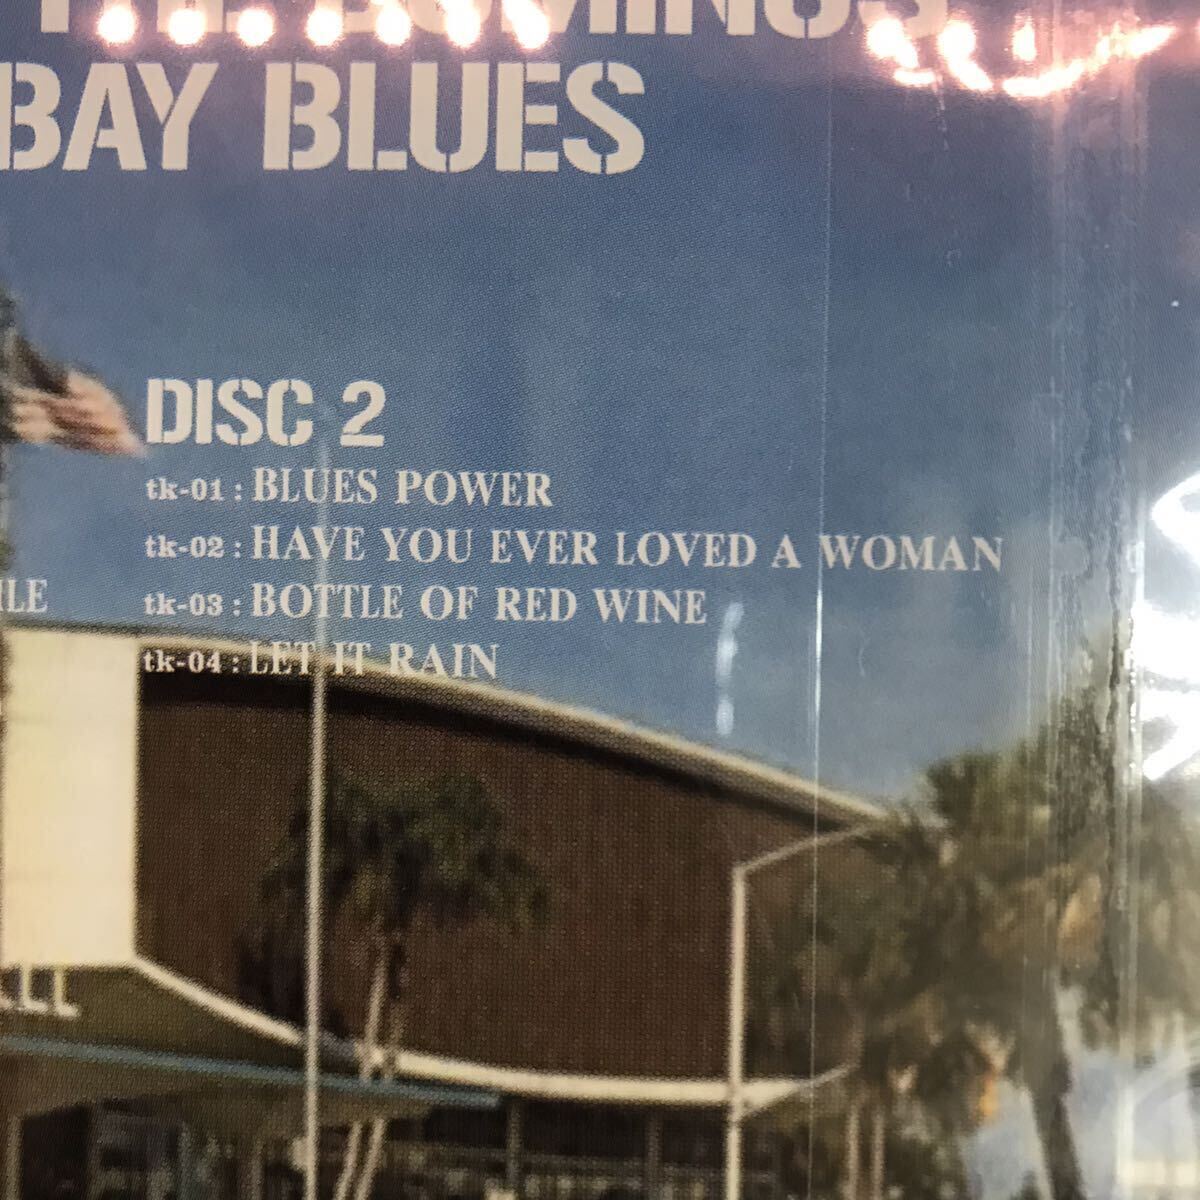 BAY BLUES
DISC 2
tk-01 : BLUES POWER
tk-02 : HAVE YOU EVER LOVED A WOMAN
tk-03 : BOTTLE OF RED WINE
tk-04 : LET IT RAIN